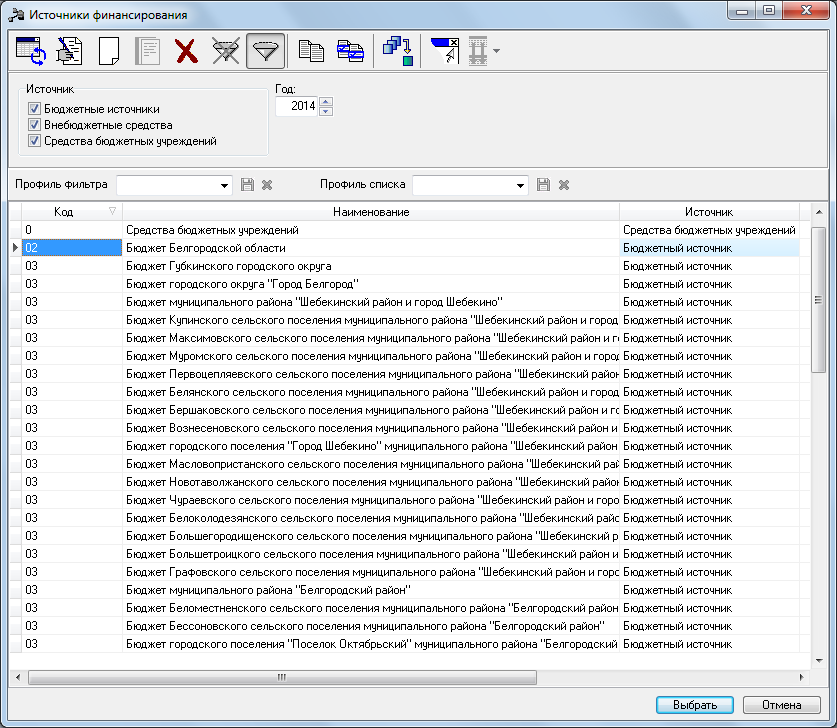 Источники финансирования
Источник
Год:
Бюджетные источники
2014
Внебюджетные средства
Средства бюджетных учреждений
Профиль фильтра
Профиль списка
Код Наименование Источник
0 Средства бюджетных учреждений Средства бюджетных учреждений
02 Бюджет Белгородской области Бюджетный источник
03 Бюджет Губкинского городского округа Бюджетный источник
03 Бюджет городского округа "Город Белгород" Бюджетный источник
03 Бюджет муниципального района "Шебекинский район и город Шебекино" Бюджетный источник
03 Бюджет Купинского сельского поселения муниципального района "Шебекинский район и город Бюджетный источник
03 Бюджет Максимовского сельского поселения муниципального района "Шебекинский район и го Бюджетный источник
03 Бюджет Муромского сельского поселения муниципального района "Шебекинский район и город Бюджетный источник
03 Бюджет Первоцепляевского сельского поселения муниципального района "Шебекинский район Бюджетный источник
03 Бюджет Белянского сельского поселения муниципального района "Шебекинский район и город Бюджетный источник
03 Бюджет Бершаковского сельского поселения муниципального района "Шебекинский район и го Бюджетный источник
03 Бюджет Вознесеновского сельского поселения муниципального района "Шебекинский район и Бюджетный источник
03 Бюджет городского поселения "Город Шебекино" муниципального района "Шебекинский район Бюджетный источник
03 Бюджет Масловопристанского сельского поселения муниципального района "Шебекинский рай Бюджетный источник
03 Бюджет Новотаволжанского сельского поселения муниципального района "Шебекинский район Бюджетный источник
03 Бюджет Чураевского сельского поселения муниципального района "Шебекинский район и горо Бюджетный источник
03 Бюджет Белоколодезянского сельского поселения муниципального района "Шебекинский райо Бюджетный источник
03 Бюджет Большегородищенского сельского поселения муниципального района "Шебекинский р Бюджетный источник
03 Бюджет Большетроицкого сельского поселения муниципального района "Шебекинский район и Бюджетный источник
03 Бюджет Графовского сельского поселения муниципального района "Шебекинский район и горо Бюджетный источник
03 Бюджет муниципального района "Белгородский район" Бюджетный источник
03 Бюджет Беломестненского сельского поселения муниципального района "Белгородский район Бюджетный источник
03 Бюджет Бессоновского сельского поселения муниципального района "Белгородский район" Бюджетный источник
03 Бюджет городского поселения "Поселок Октябрьский" муниципального района "Белгородский Бюджетный источник
Выбрать Отмена